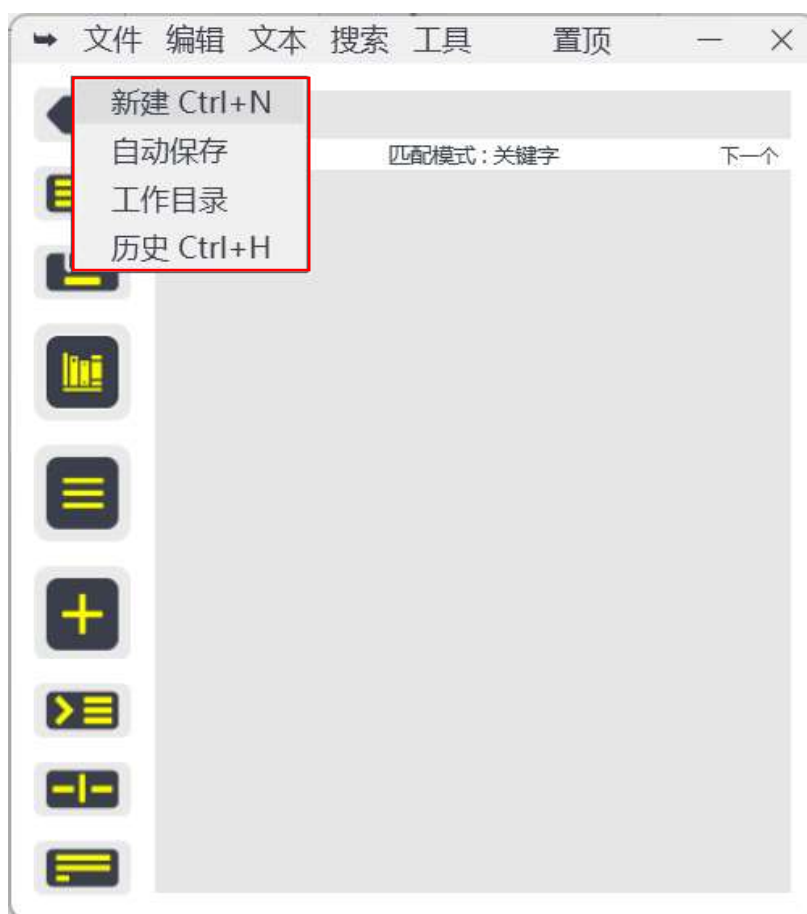 文件 编辑 文本 搜索 工具 置顶
新建 Ctrl+N
自动保存
匹配模式 : 关键字 下一个
工作目录
历史 Ctrl+H